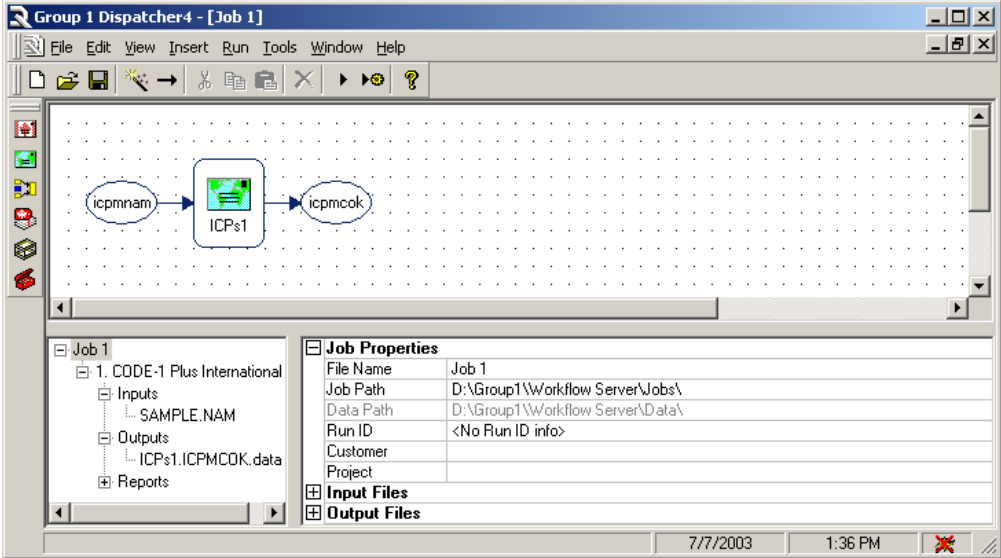 Group 1 Dispatcher4 - [Job 1]
File Edit View Insert Run Tools Window Help
icpmnam
ICPs1
icpmcok
Job 1
1. CODE-1 Plus International
Inputs
SAMPLE.NAM
Outputs
ICPs1.ICPMCOK.data
Reports
Job Properties
File Name Job 1
Job Path D:\Group1\Workflow Server\Jobs\
Data Path D:\Group1\Workflow Server\Data\
Run ID <No Run ID info>
Customer
Project
Input Files
Output Files
7/7/2003 1:36 PM